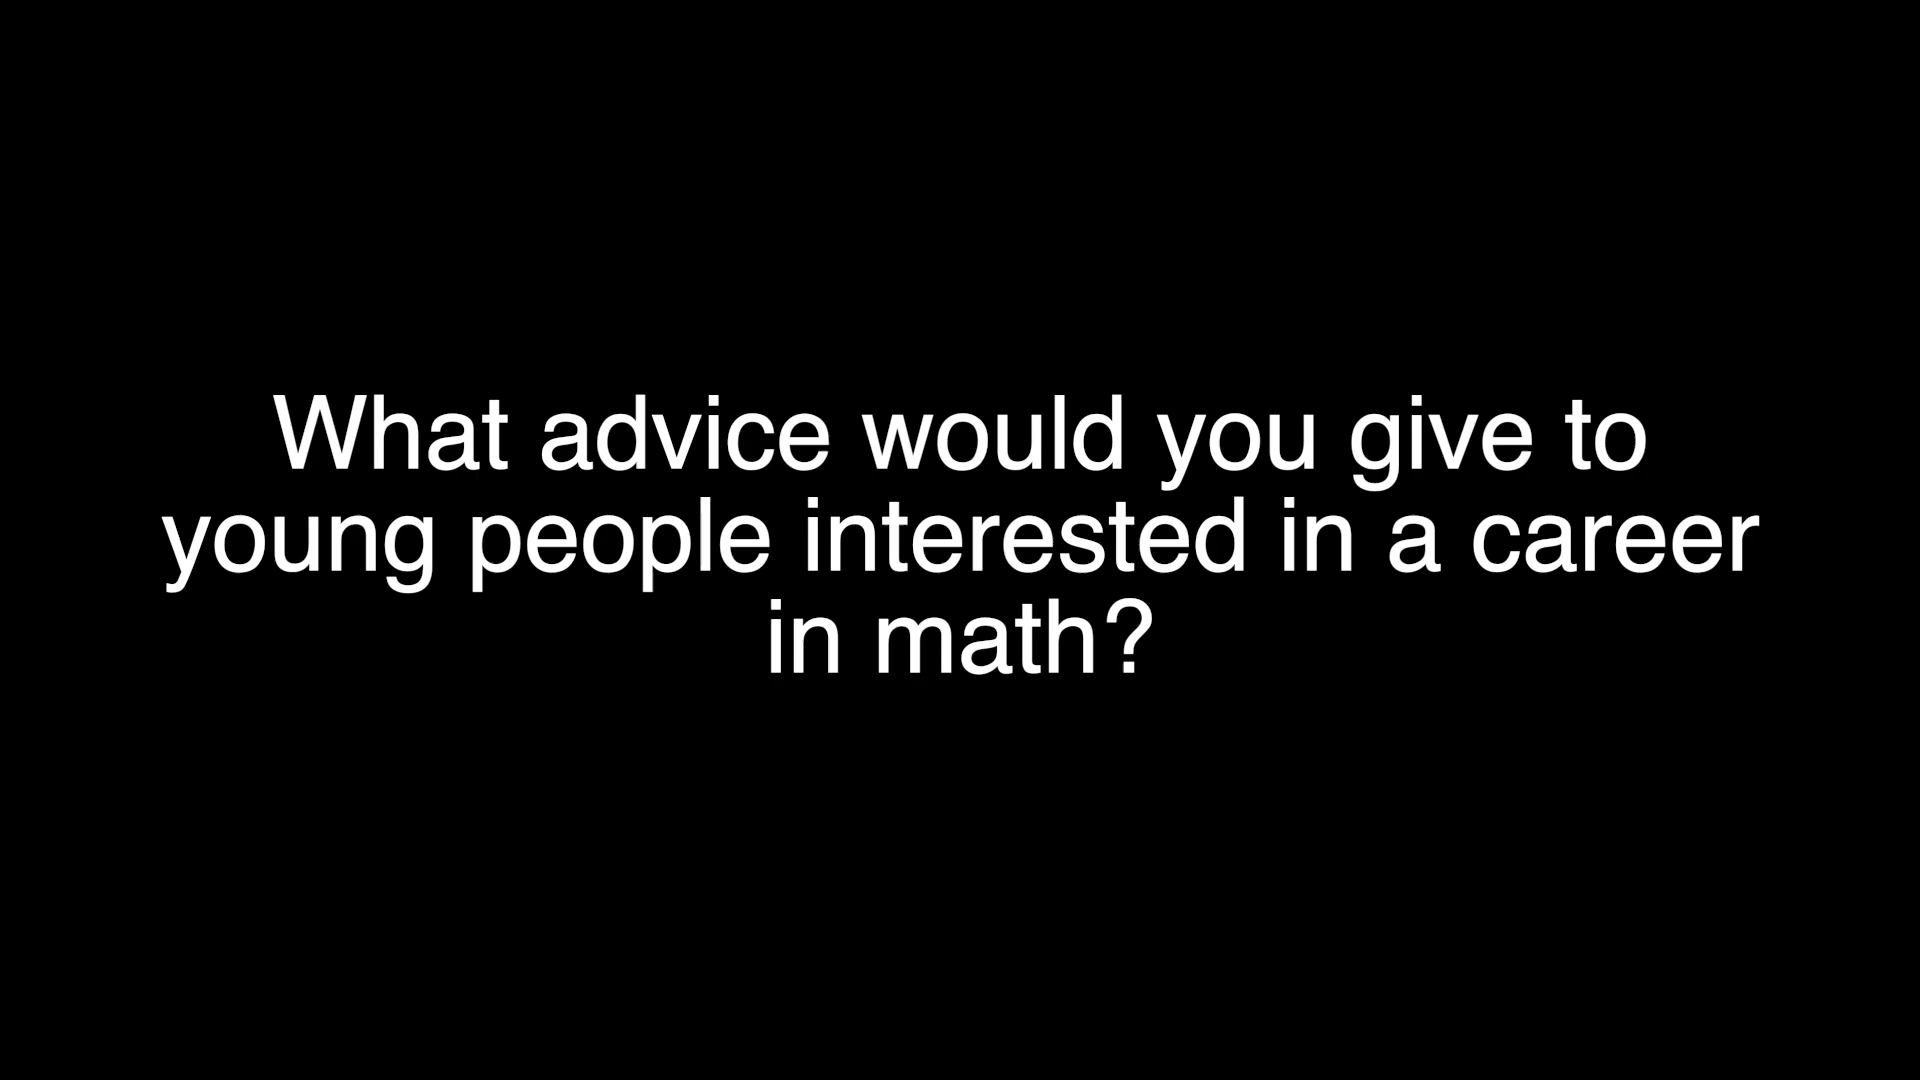 What advice would you give to
young people interested in a career
in math?